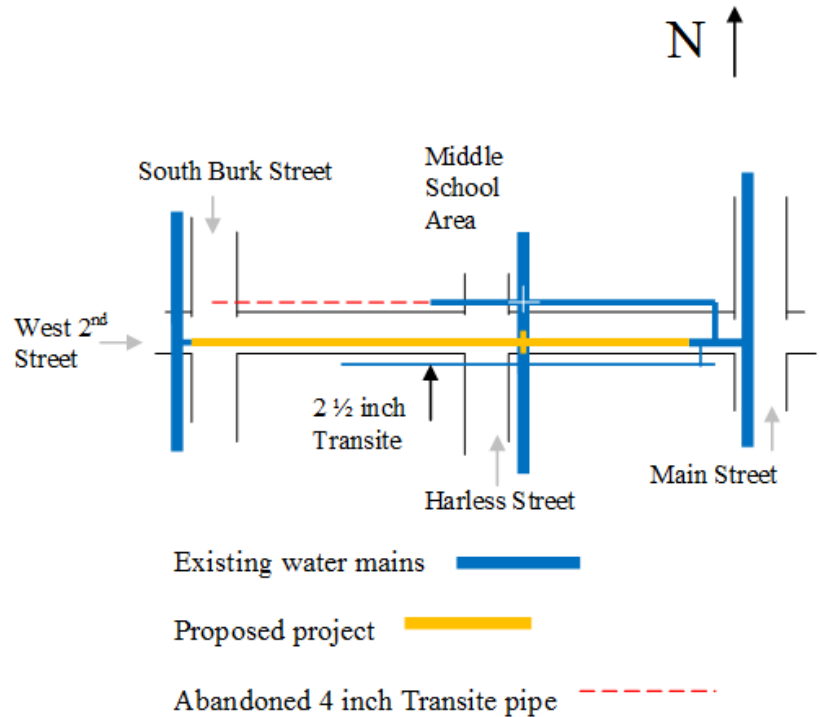 N
South Burk Street
Middle
School
Area
West 2nd
Street
2 ½ inch
Transite
Harless Street
Main Street
Existing water mains
Proposed project
Abandoned 4 inch Transite pipe